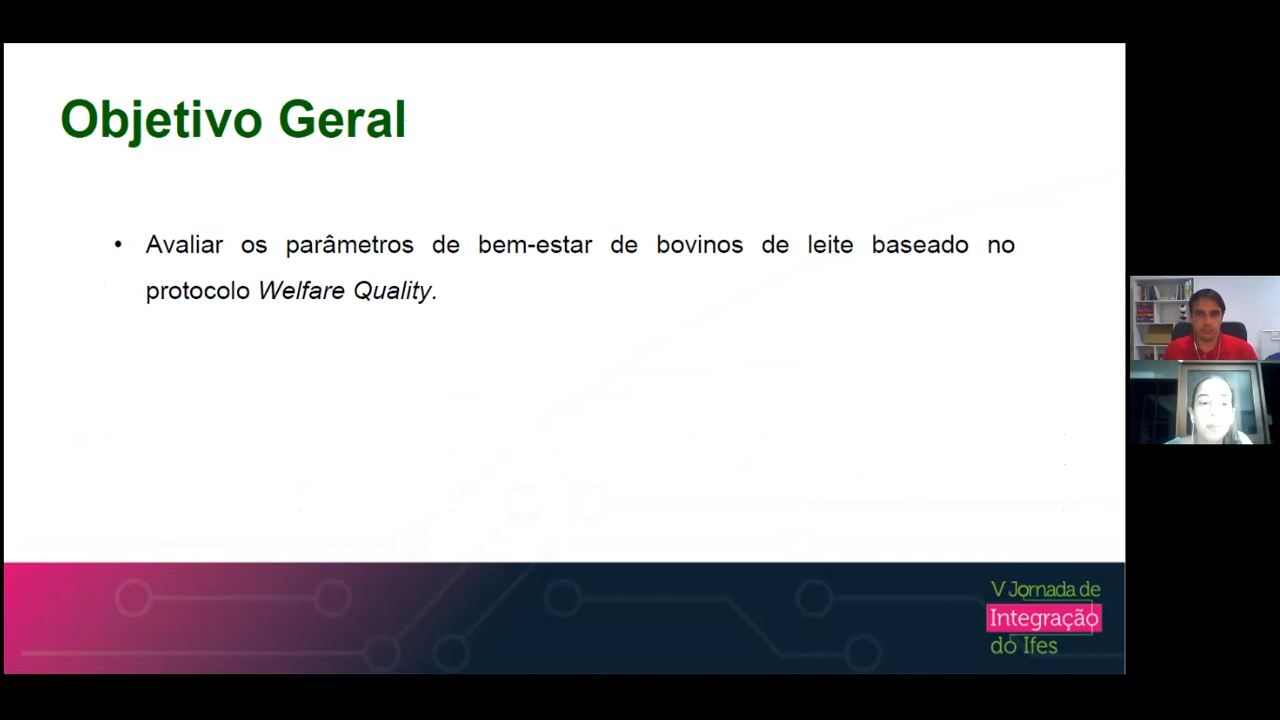 Objetivo Geral
• Avaliar os parâmetros de bem-estar de bovinos de leite baseado no
protocolo Welfare Quality.
V Jornada de
Integração
do Ifes